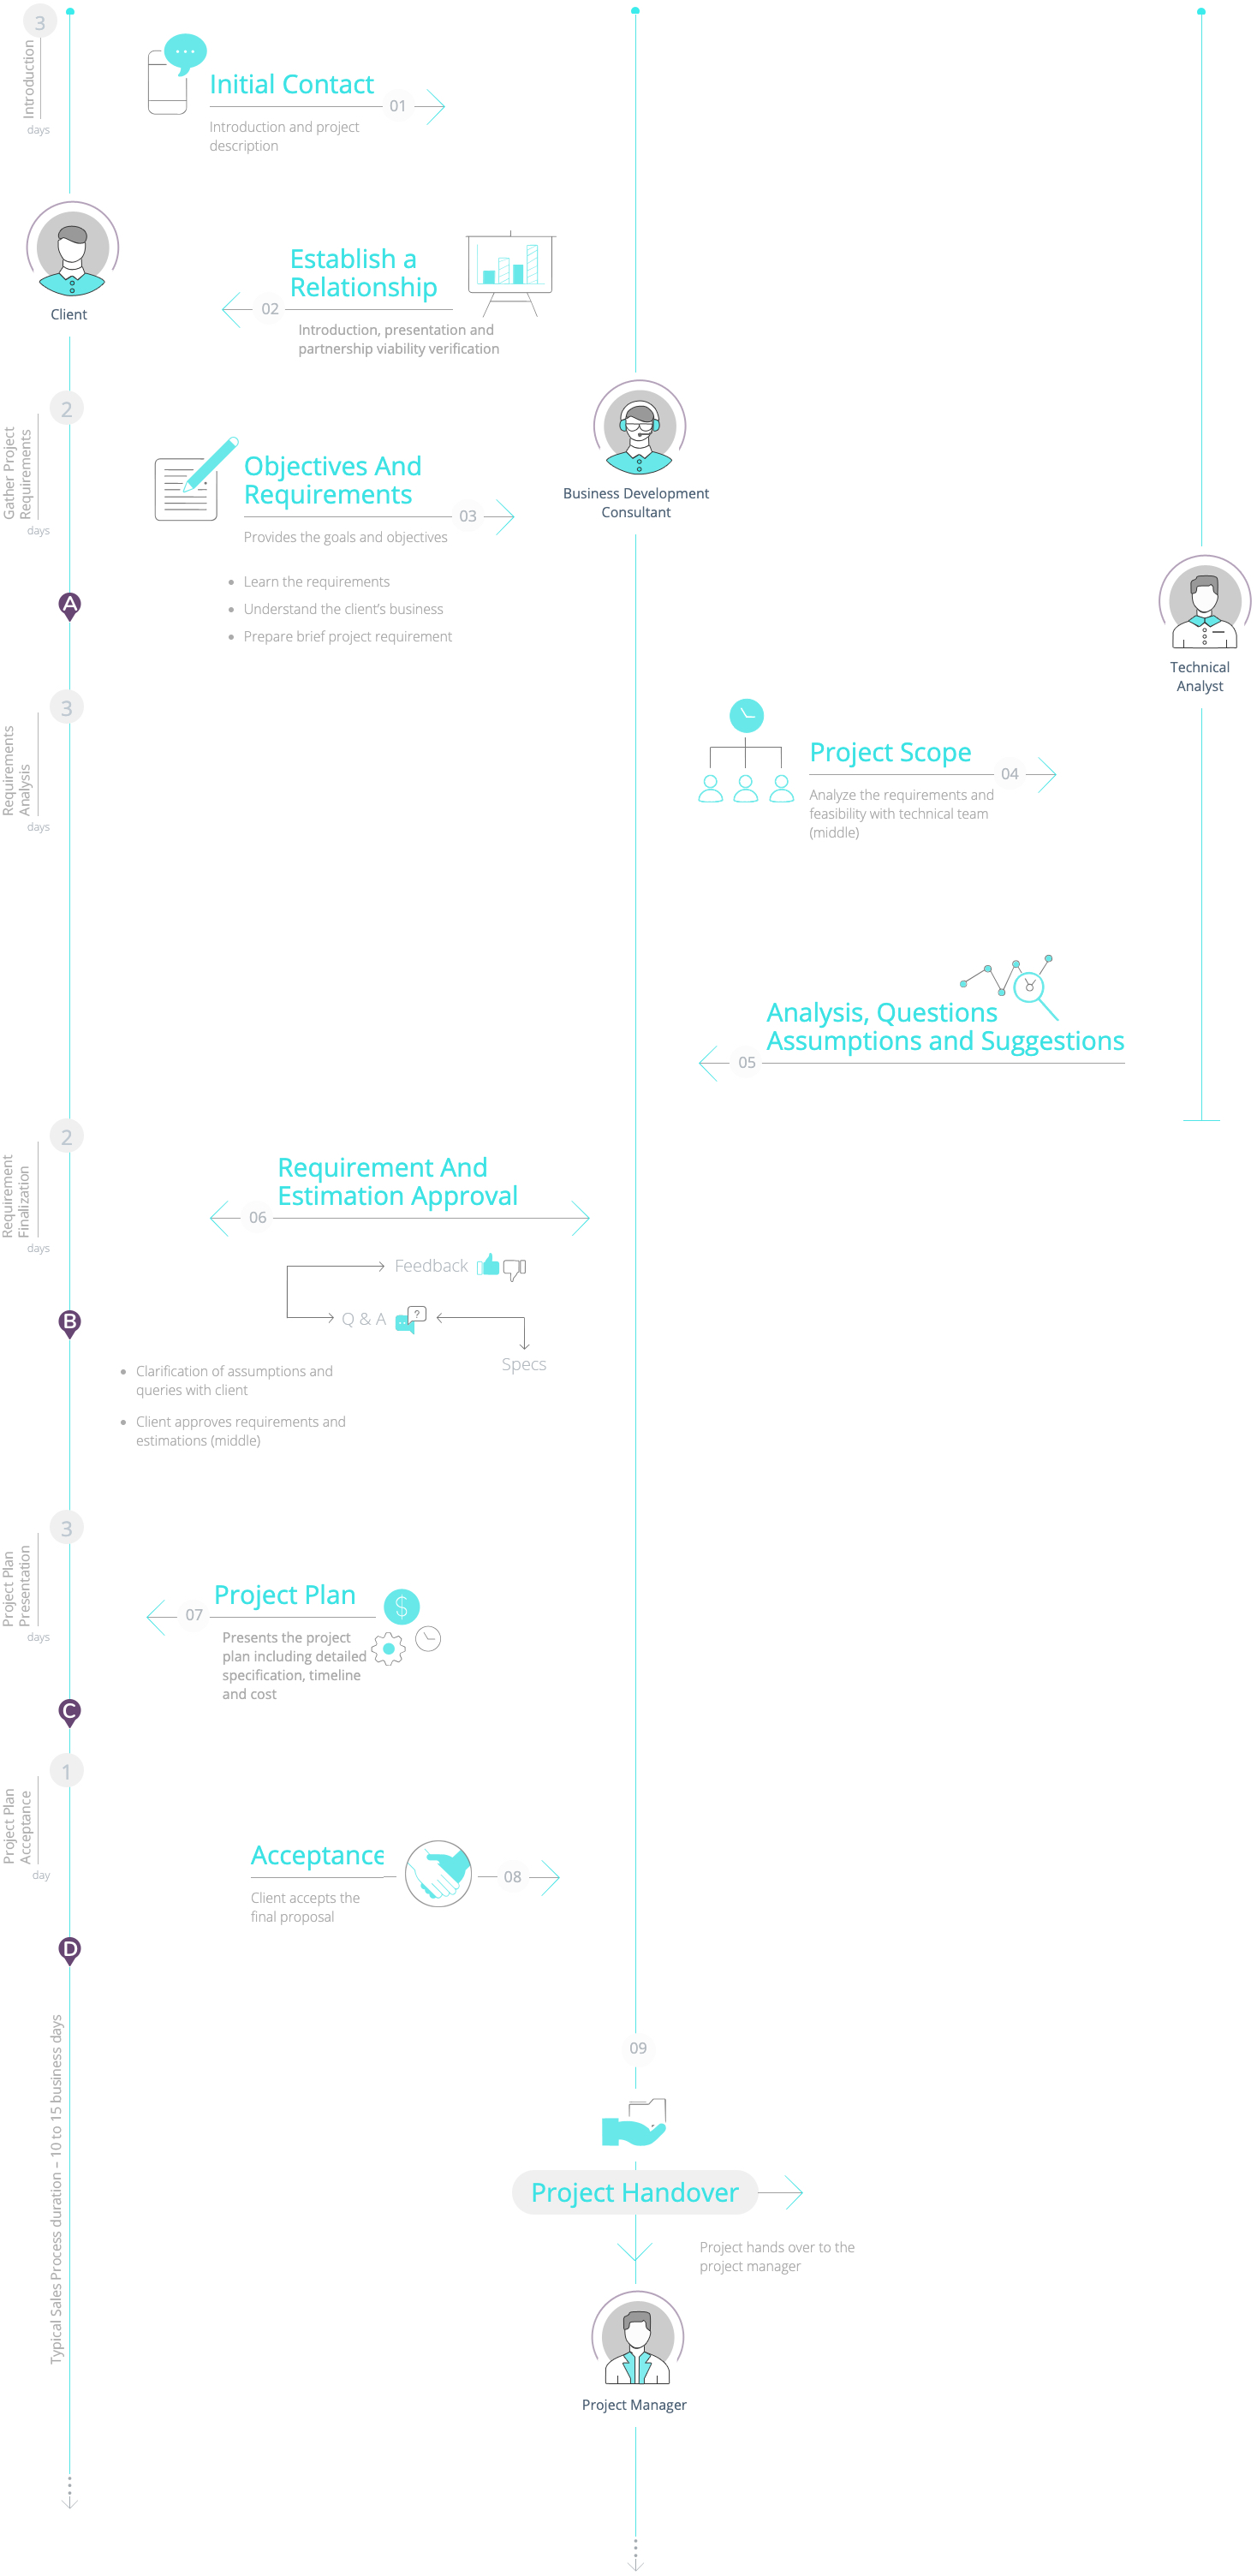 3
Introduction
days
Initial Contact
01
Introduction and project
description
Client
Establish a
Relationship
02
Introduction, presentation and
partnership viability verification
Business Development
Consultant
2
Gather Project
Requirements
days
Objectives And
Requirements
03
Provides the goals and objectives
Learn the requirements
Understand the client's business
Prepare brief project requirement
A
Technical
Analyst
3
Requirements
Analysis
days
Project Scope
04
Analyze the requirements and
feasibility with technical team
(middle)
Analysis, Questions
Assumptions and Suggestions
05
2
Requirement
Finalization
days
Requirement And
Estimation Approval
06
Feedback
Q & A
?
Specs
B
Clarification of assumptions and
queries with client
Client approves requirements and
estimations (middle)
3
Project Plan
Presentation
days
Project Plan
$
07
Presents the project
plan including detailed
specification, timeline
and cost
C
1
Project Plan
Acceptance
day
Acceptance
08
Client accepts the
final proposal
D
Typical Sales Process duration – 10 to 15 business days
09
Project Handover
Project hands over to the
project manager
Project Manager